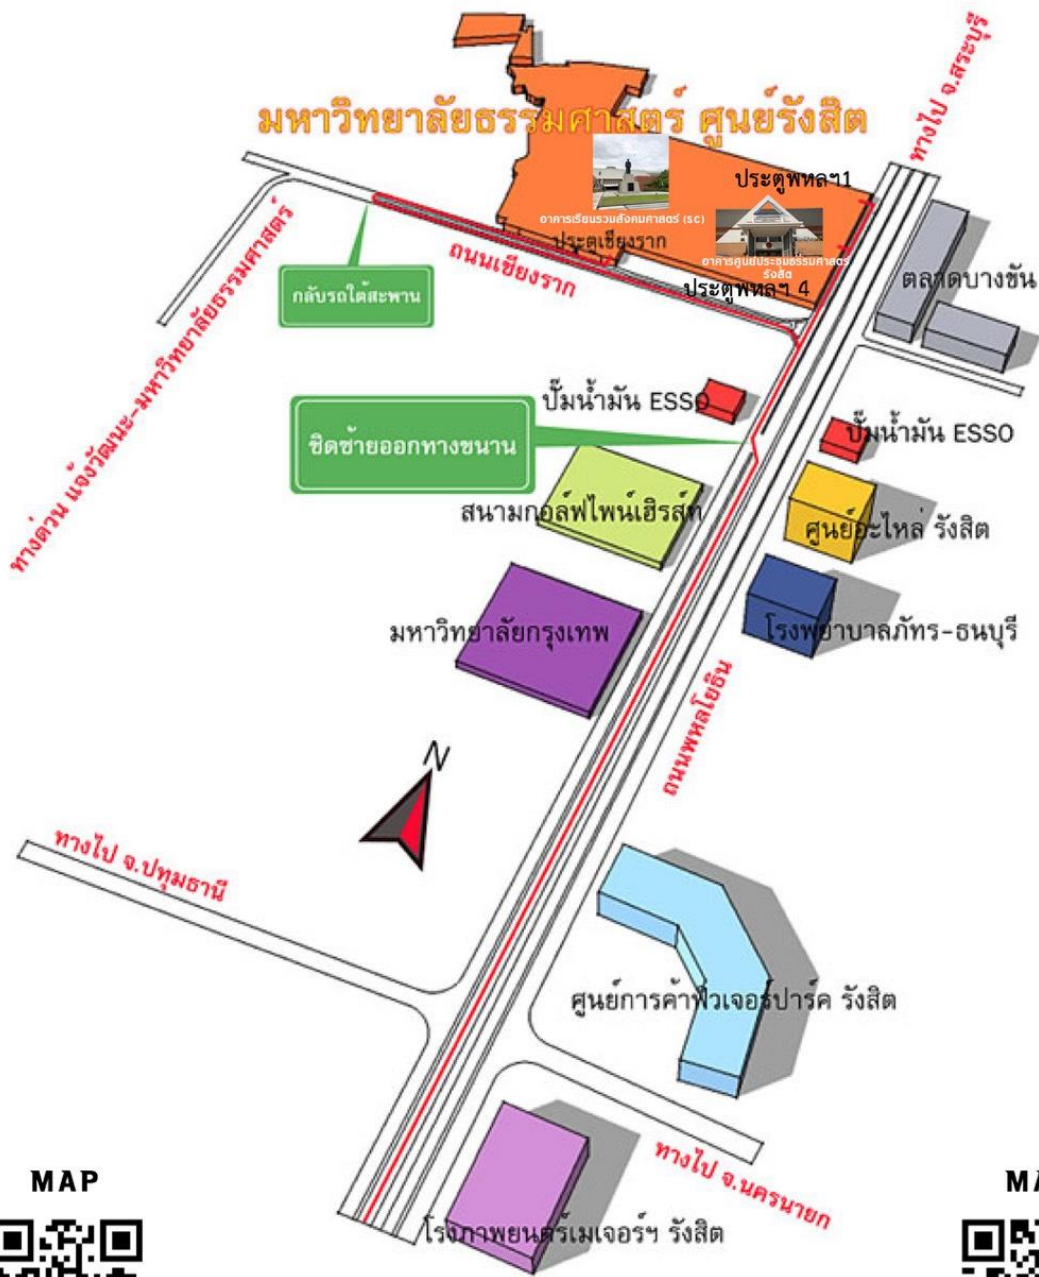 ทางไป จ.สระบุรี
มหาวิทยาลัยธรรมศาสตร์ ศูนย์รังสิต
ประตูพหลฯ1
อาคารเรียนรวมสังคมศาสตร์ (SC)
ประตูเชียงราก
อาคารศูนย์ประชุมธรรมศาสตร์
รังสิต
ถนนเชียงราก
ประตูพหลฯ 4
ตลาดบางขัน
กลับรถใต้สะพาน
ทางด่วน แจ้งวัฒนะ-มหาวิทยาลัยธรรมศาสตร์
ปั๊มน้ำมัน ESSO
ปั๊มน้ำมัน ESSO
ชิดซ้ายออกทางขนาน
สนามกอล์ฟไพน์เฮิรส์ท
ศูนย์อะไหล่ รังสิต
มหาวิทยาลัยกรุงเทพ
โรงพยาบาลภัทร-ธนบุรี
ถนนพหลโยธิน
N
ทางไป จ.ปทุมธานี
ศูนย์การค้าฟิวเจอร์ปาร์ค รังสิต
ทางไป จ.นครนายก
โรงภาพยนตร์เมเจอร์ฯ รังสิต
MAP